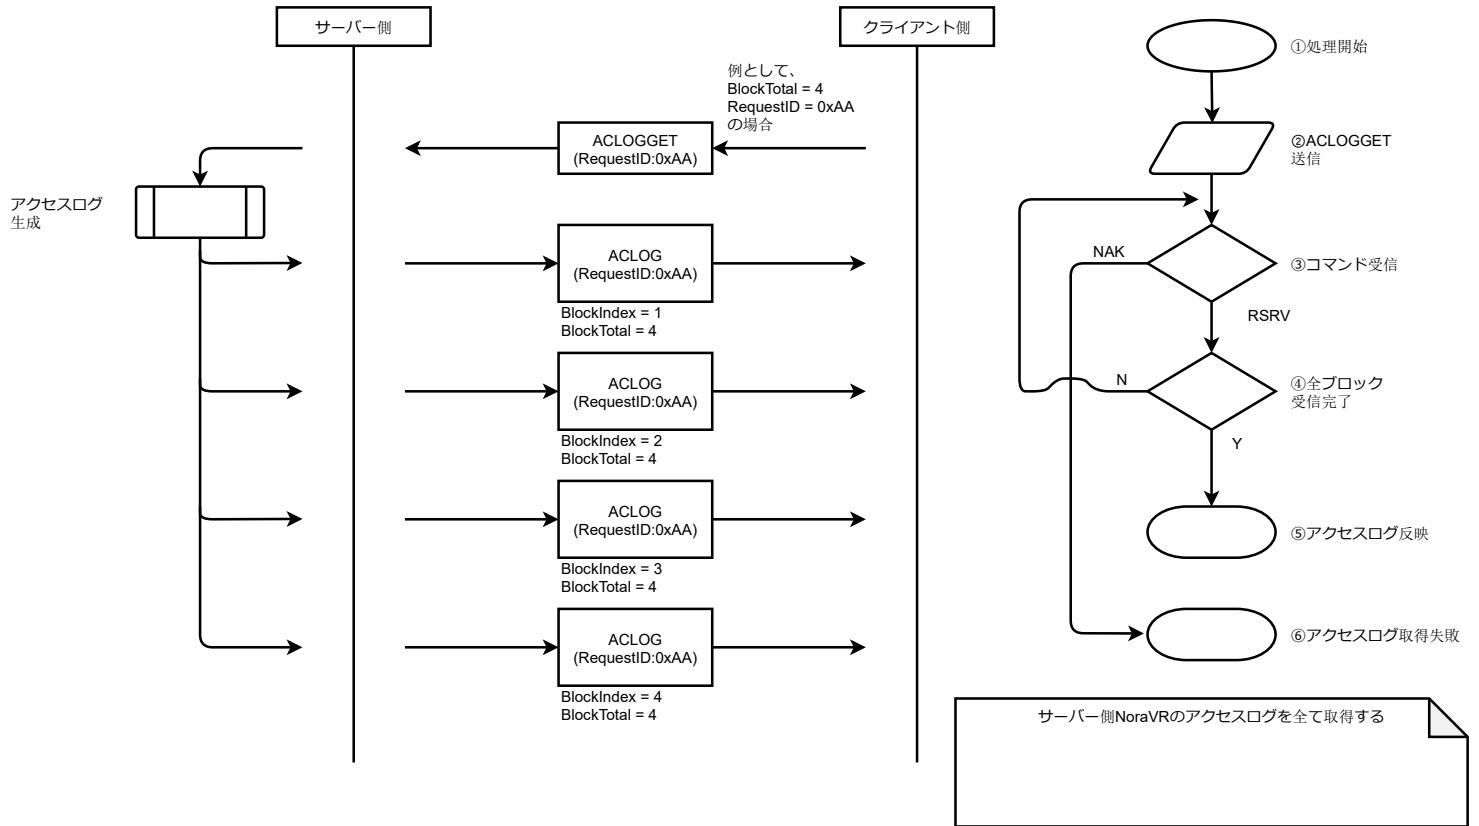 サーバー側
クライアント側
例として、
BlockTotal = 4
RequestID = 0xAA
の場合
ACLOGGET
(RequestID:0xAA)
アクセスログ
生成
ACLOG
(RequestID:0xAA)
BlockIndex = 1
BlockTotal = 4
ACLOG
(RequestID:0xAA)
BlockIndex = 2
BlockTotal = 4
ACLOG
(RequestID:0xAA)
BlockIndex = 3
BlockTotal = 4
ACLOG
(RequestID:0xAA)
BlockIndex = 4
BlockTotal = 4
①処理開始
②ACLOGGET
送信
NAK
③コマンド受信
RSRV
N
④全ブロック
受信完了
Y
⑤アクセスログ反映
⑥アクセスログ取得失敗
サーバー側NoraVRのアクセスログを全て取得する